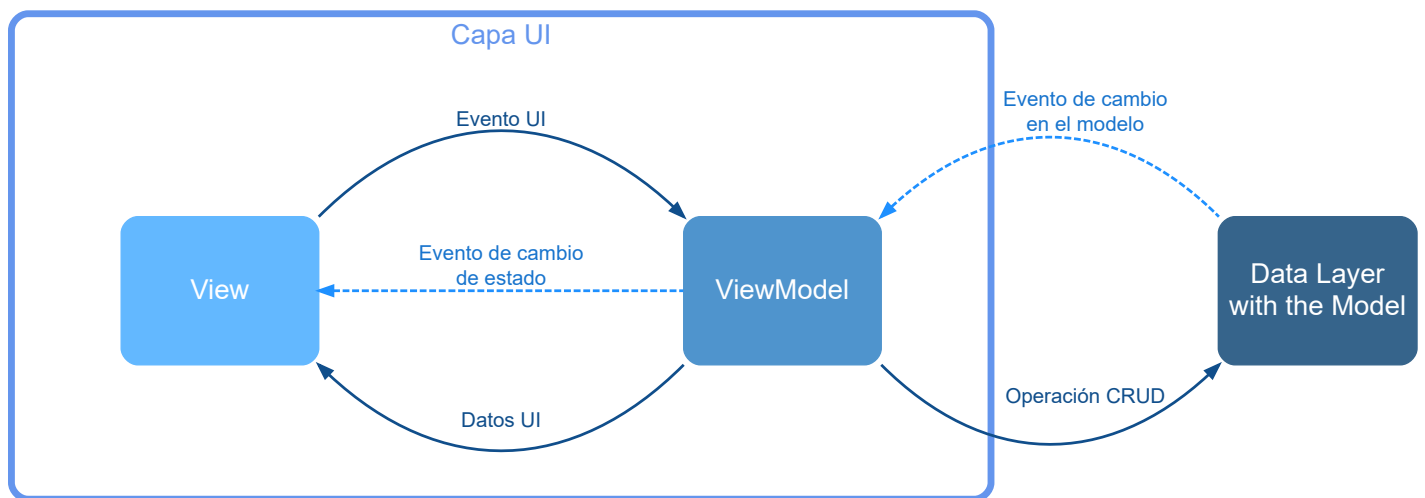 Capa UI
Evento UI
Evento de cambio
en el modelo
View
Evento de cambio
de estado
ViewModel
Data Layer
with the Model
Datos UI
Operación CRUD